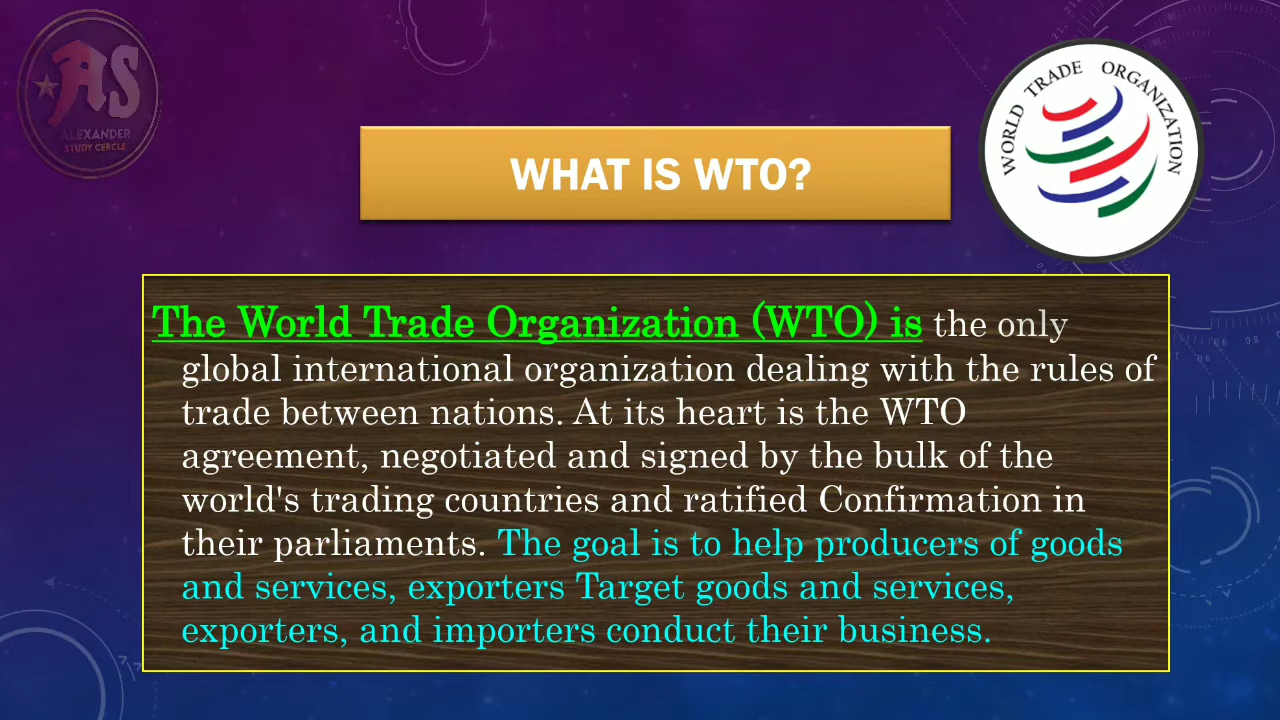 AS
ALEXANDER
STUDY CERCLE
WORLD TRADE ORGANIZATION
WHAT IS WTO?
The World Trade Organization (WTO) is the only
global international organization dealing with the rules of
trade between nations. At its heart is the WTO
agreement, negotiated and signed by the bulk of the
world's trading countries and ratified Confirmation in
their parliaments. The goal is to help producers of goods
and services, exporters Target goods and services,
exporters, and importers conduct their business.